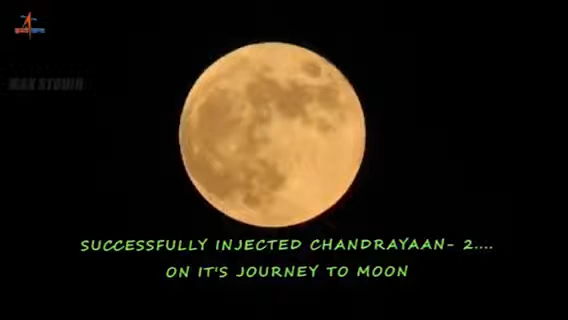 SUCCESSFULLY INJECTED CHANDRAYAAN- 2....
ON IT'S JOURNEY TO MOON